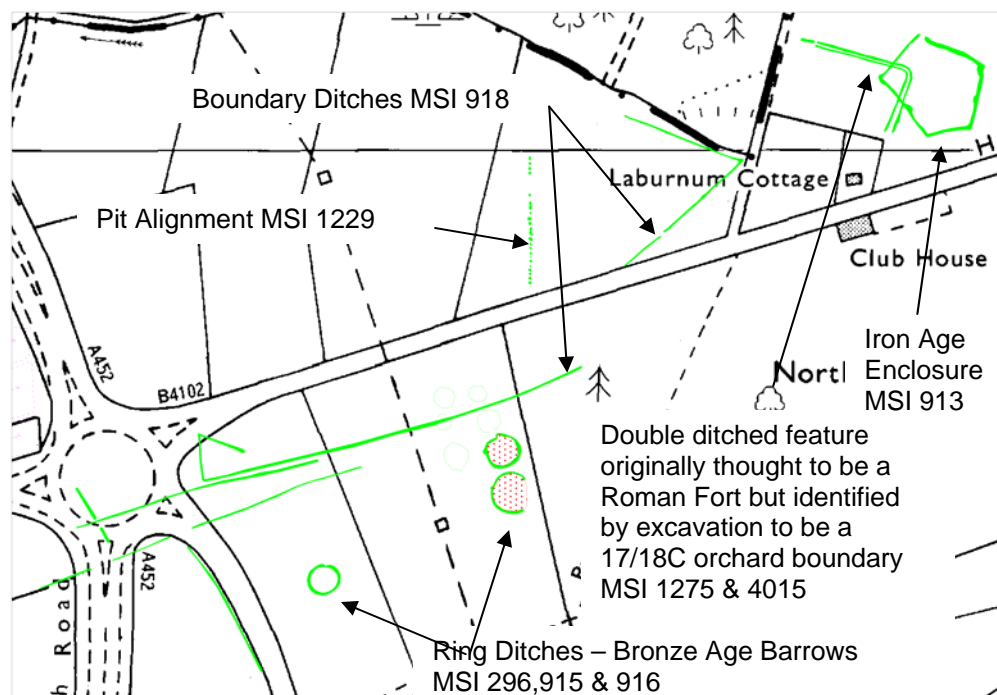 Boundary Ditches MSI 918
Laburnum Cottage
H
Pit Alignment MSI 1229
Club House
Iron Age
Enclosure
MSI 913
A452
B4102
Nort
Double ditched feature
originally thought to be a
Roman Fort but identified
by excavation to be a
17/18C orchard boundary
MSI 1275 & 4015
A452
h Road
Ring Ditches – Bronze Age Barrows
MSI 296,915 & 916